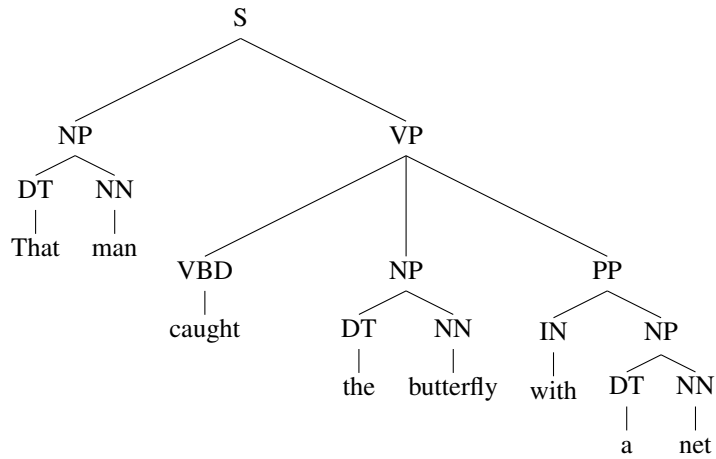 S
NP VP
DT NN
That man
VBD NP PP
caught DT NN IN NP
the butterfly with DT NN
a net